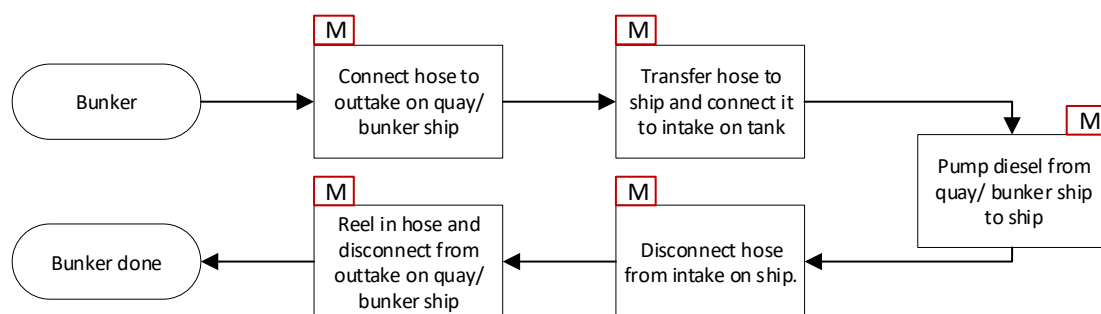 Bunker
M
Connect hose to
outtake on quay/
bunker ship
M
Transfer hose to
ship and connect it
to intake on tank
M
Pump diesel from
quay/ bunker ship
to ship
M
Disconnect hose
from intake on ship.
M
Reel in hose and
disconnect from
outtake on quay/
bunker ship
Bunker done